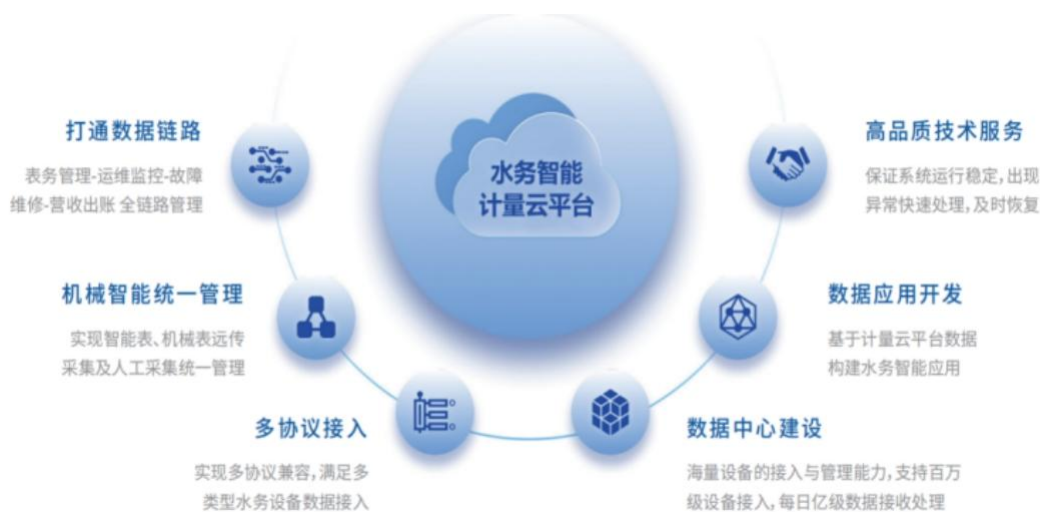 水务智能
计量云平台
打通数据链路
表务管理-运维监控-故障
维修-营收出账 全链路管理
机械智能统一管理
实现智能表、机械表远传
采集及人工采集统一管理
多协议接入
实现多协议兼容,满足多
类型水务设备数据接入
数据中心建设
海量设备的接入与管理能力,支持百万
级设备接入,每日亿级数据接收处理
数据应用开发
基于计量云平台数据
构建水务智能应用
高品质技术服务
保证系统运行稳定,出现
异常快速处理,及时恢复